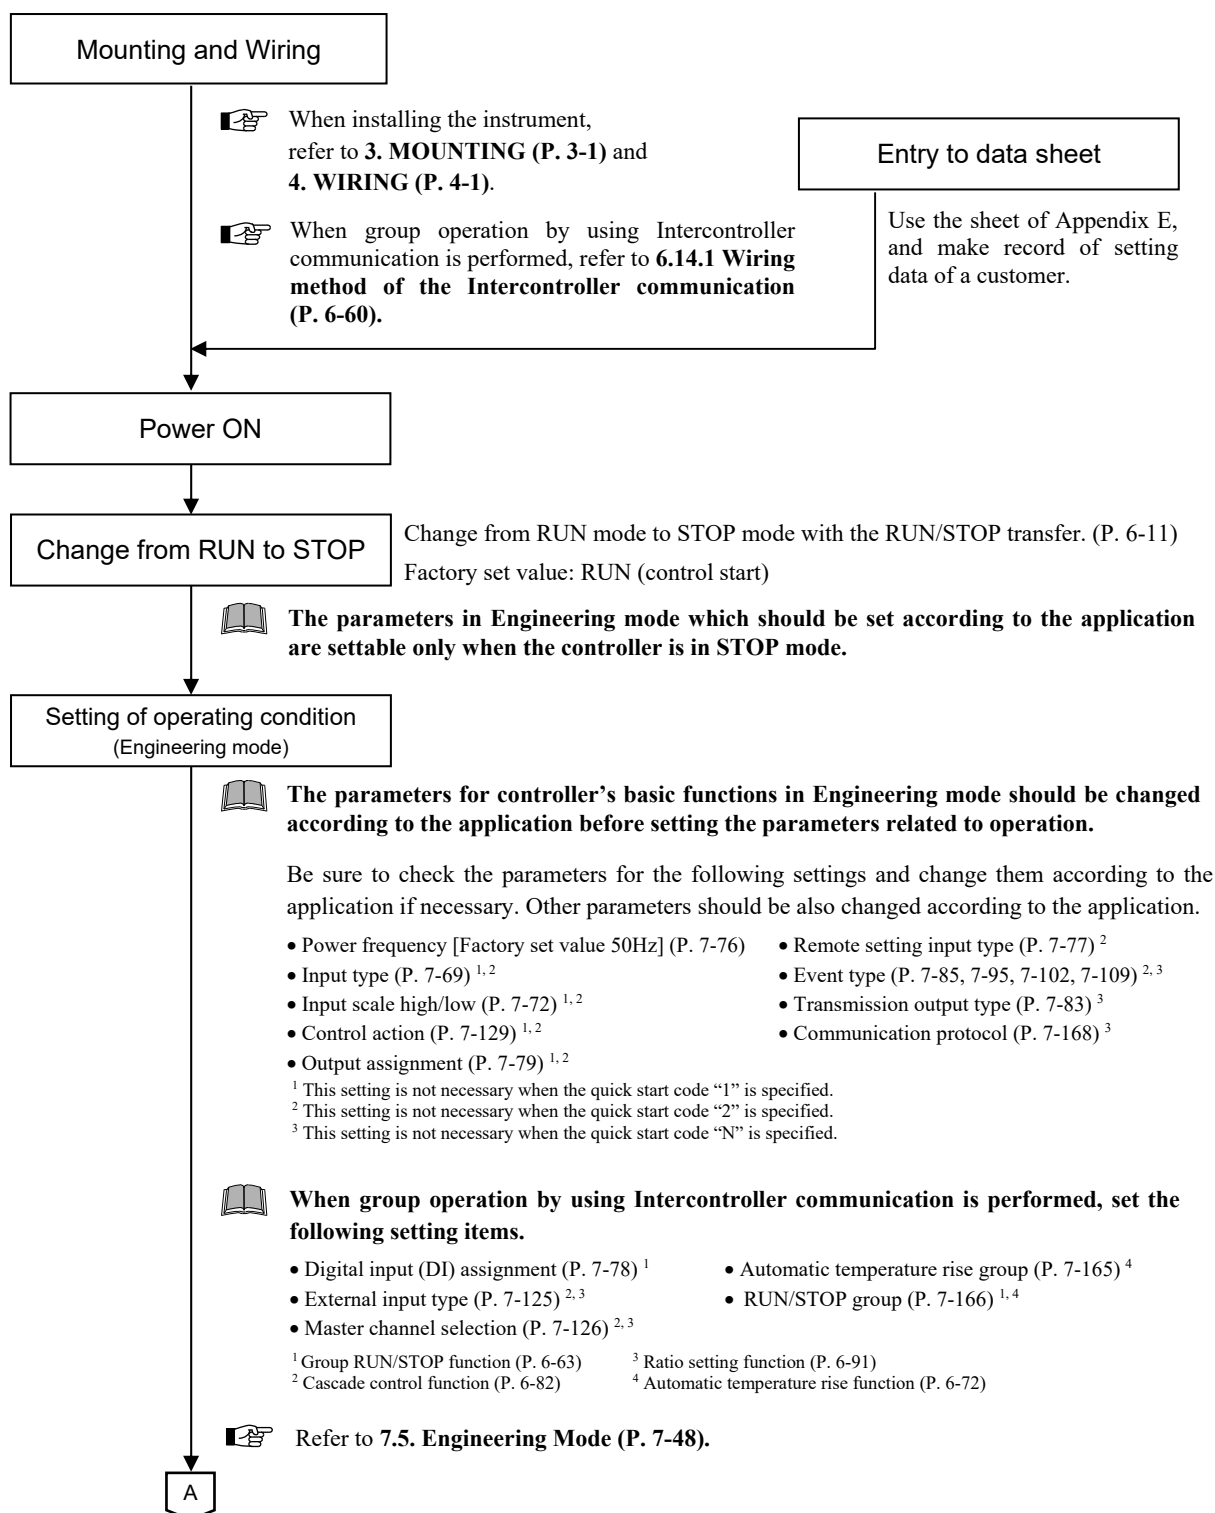 Mounting and Wiring
When installing the instrument,
refer to 3. MOUNTING (P. 3-1) and
4. WIRING (P. 4-1).
When group operation by using Intercontroller
communication is performed, refer to 6.14.1 Wiring
method of the Intercontroller communication
(P. 6-60).
Entry to data sheet
Use the sheet of Appendix E,
and make record of setting
data of a customer.
Power ON
Change from RUN to STOP
Change from RUN mode to STOP mode with the RUN/STOP transfer. (P. 6-11)
Factory set value: RUN (control start)
The parameters in Engineering mode which should be set according to the application
are settable only when the controller is in STOP mode.
Setting of operating condition
(Engineering mode)
The parameters for controller’s basic functions in Engineering mode should be changed
according to the application before setting the parameters related to operation.
Be sure to check the parameters for the following settings and change them according to the
application if necessary. Other parameters should be also changed according to the application.
• Power frequency [Factory set value 50Hz] (P. 7-76)
• Input type (P. 7-69) 1, 2
• Input scale high/low (P. 7-72) 1, 2
• Control action (P. 7-129) 1, 2
• Output assignment (P. 7-79) 1, 2
• Remote setting input type (P. 7-77) 2
• Event type (P. 7-85, 7-95, 7-102, 7-109) 2, 3
• Transmission output type (P. 7-83) 3
• Communication protocol (P. 7-168) 3
1 This setting is not necessary when the quick start code “1” is specified.
2 This setting is not necessary when the quick start code “2” is specified.
3 This setting is not necessary when the quick start code “N” is specified.
When group operation by using Intercontroller communication is performed, set the
following setting items.
• Digital input (DI) assignment (P. 7-78) 1
• External input type (P. 7-125) 2, 3
• Master channel selection (P. 7-126) 2, 3
• Automatic temperature rise group (P. 7-165) 4
• RUN/STOP group (P. 7-166) 1, 4
1 Group RUN/STOP function (P. 6-63)
2 Cascade control function (P. 6-82)
3 Ratio setting function (P. 6-91)
4 Automatic temperature rise function (P. 6-72)
Refer to 7.5. Engineering Mode (P. 7-48).
A